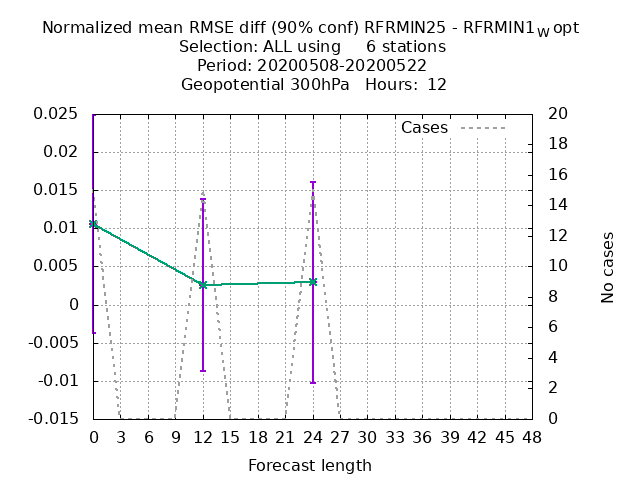 Normalized mean RMSE diff (90% conf) RFRMIN25 - RFRMIN1w opt
Selection: ALL using 6 stations
Period: 20200508-20200522
Geopotential 300hPa Hours: 12
Cases
0.025
0.02
0.015
0.01
0.005
0
-0.005
-0.01
-0.015
20
18
16
14
12
10
8
6
4
2
0
No cases
0 3 6 9 12 15 18 21 24 27 30 33 36 39 42 45 48
Forecast length